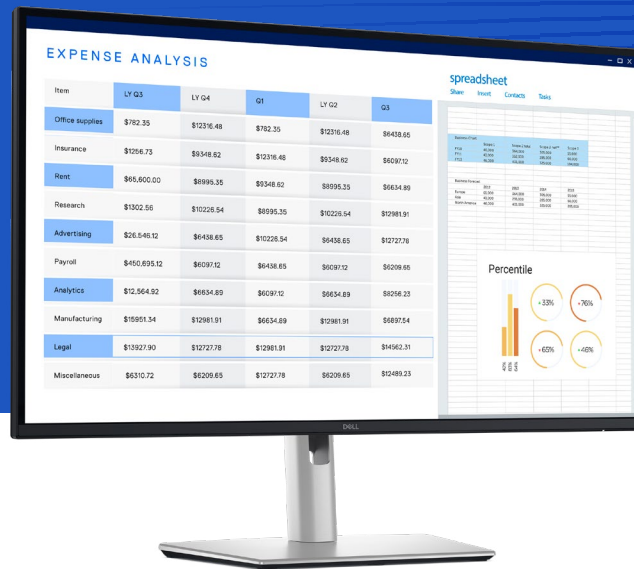 EXPENSE ANALYSIS
Item LY Q3 LY Q4 Q1 LY Q2 Q3
Office supplies $782.35 $12316.48 $782.35 $12316.48 $6438.65
Insurance $1256.73 $9348.62 $12316.48 $9348.62 $6097.12
Rent $65,600.00 $8995.35 $9348.62 $8995.35 $6634.89
Research $1302.56 $10226.54 $8995.35 $10226.54 $12981.91
Advertising $26.546.12 $6438.65 $10226.54 $6438.65 $12727.78
Payroll $450,695.12 $6097.12 $6438.65 $6097.12 $6209.65
Analytics $12,564.92 $6634.89 $6097.12 $6634.89 $8256.23
Manufacturing $15951.34 $12981.91 $6634.89 $12981.91 $6897.54
Legal $13927.90 $12727.78 $12981.91 $12727.78 $14562.31
Miscellaneous $6310.72 $6209.65 $12727.78 $6209.65 $12489.23
spreadsheet
Share Insert Contacts Tasks
Percentile
33% 76%
65% 46%
DELL